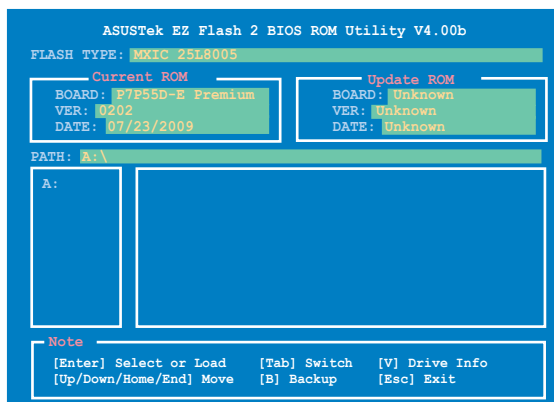 ASUSTek EZ Flash 2 BIOS ROM Utility V4.00b
FLASH TYPE: MXIC 25L8005
Current ROM
BOARD: P7P55D-E Premium
VER: 0202
DATE: 07/23/2009
Update ROM
BOARD: Unknown
VER: Unknown
DATE: Unknown
PATH: A:\
A:
Note
[Enter] Select or Load [Tab] Switch [V] Drive Info
[Up/Down/Home/End] Move [B] Backup [Esc] Exit